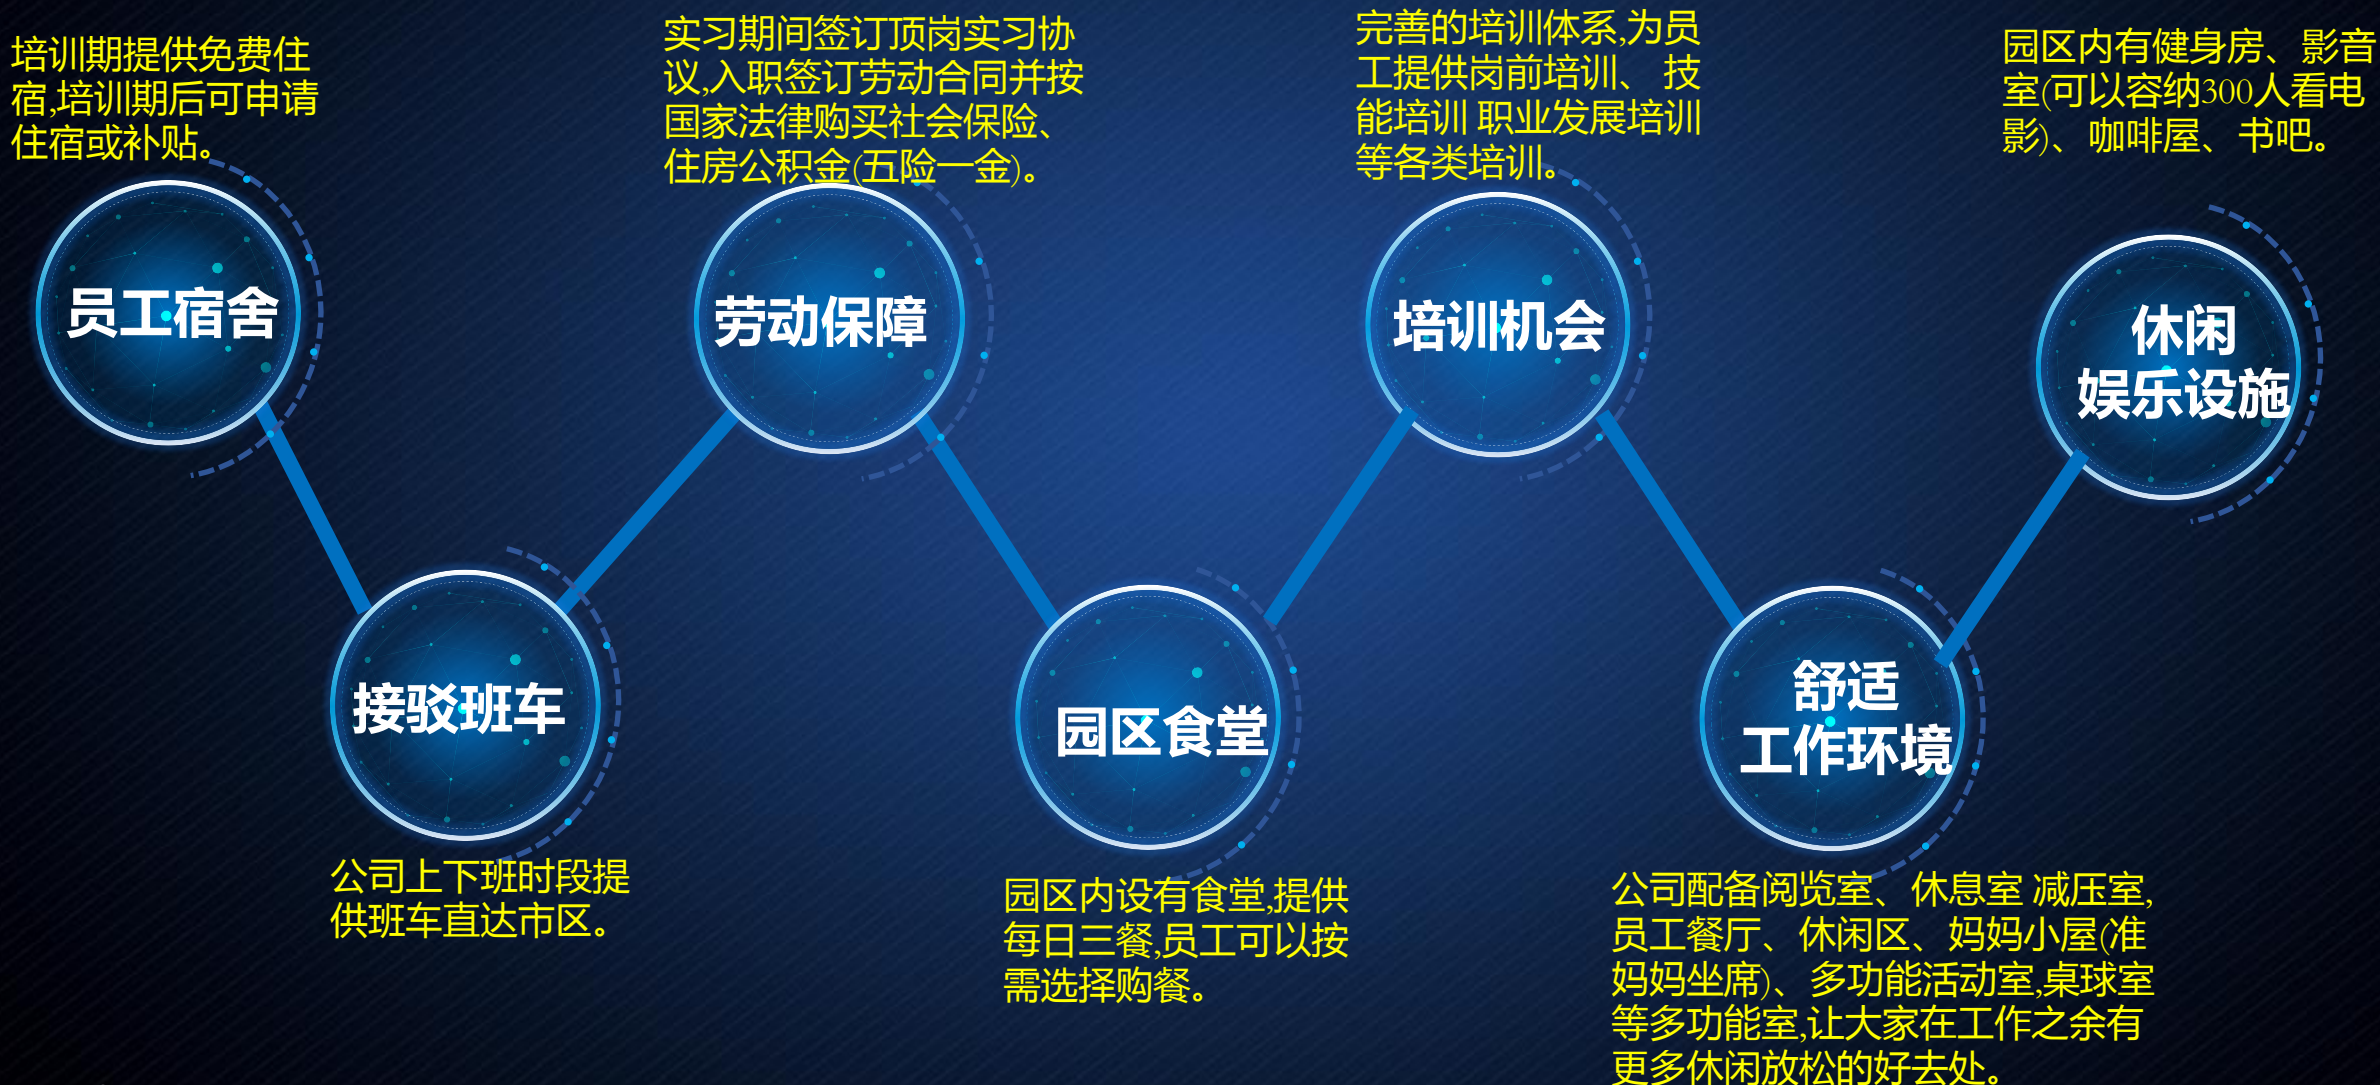 培训期提供免费住
宿,培训期后可申请
住宿或补贴。
员工宿舍
接驳班车
公司上下班时段提
供班车直达市区。
实习期间签订顶岗实习协
议,入职签订劳动合同并按
国家法律购买社会保险、
住房公积金(五险一金)。
劳动保障
园区食堂
园区内设有食堂,提供
每日三餐,员工可以按
需选择购餐。
完善的培训体系,为员
工提供岗前培训、 技
能培训 职业发展培训
等各类培训。
培训机会
舒适
工作环境
公司配备阅览室、休息室 减压室,
员工餐厅、休闲区、妈妈小屋(准
妈妈坐席)、多功能活动室,桌球室
等多功能室,让大家在工作之余有
更多休闲放松的好去处。
园区内有健身房、影音
室(可以容纳300人看电
影)、咖啡屋、书吧。
休闲
娱乐设施